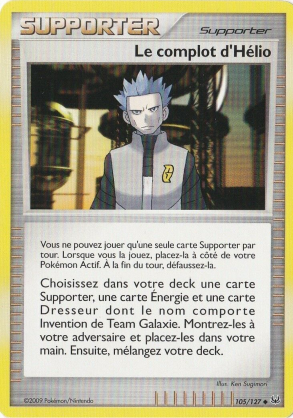 SUPPORTER
Supporter
Le complot d'Hélio
Vous ne pouvez jouer qu'une seule carte Supporter par
tour. Lorsque vous la jouez, placez-la à côté de votre
Pokémon Actif. À la fin du tour, défaussez-la.
Choisissez dans votre deck une carte
Supporter, une carte Énergie et une carte
Dresseur dont le nom comporte
Invention de Team Galaxie. Montrez-les à
votre adversaire et placez-les dans votre
main. Ensuite, mélangez votre deck.
Illus. Ken Sugimori
©2009 Pokémon/Nintendo
105/127